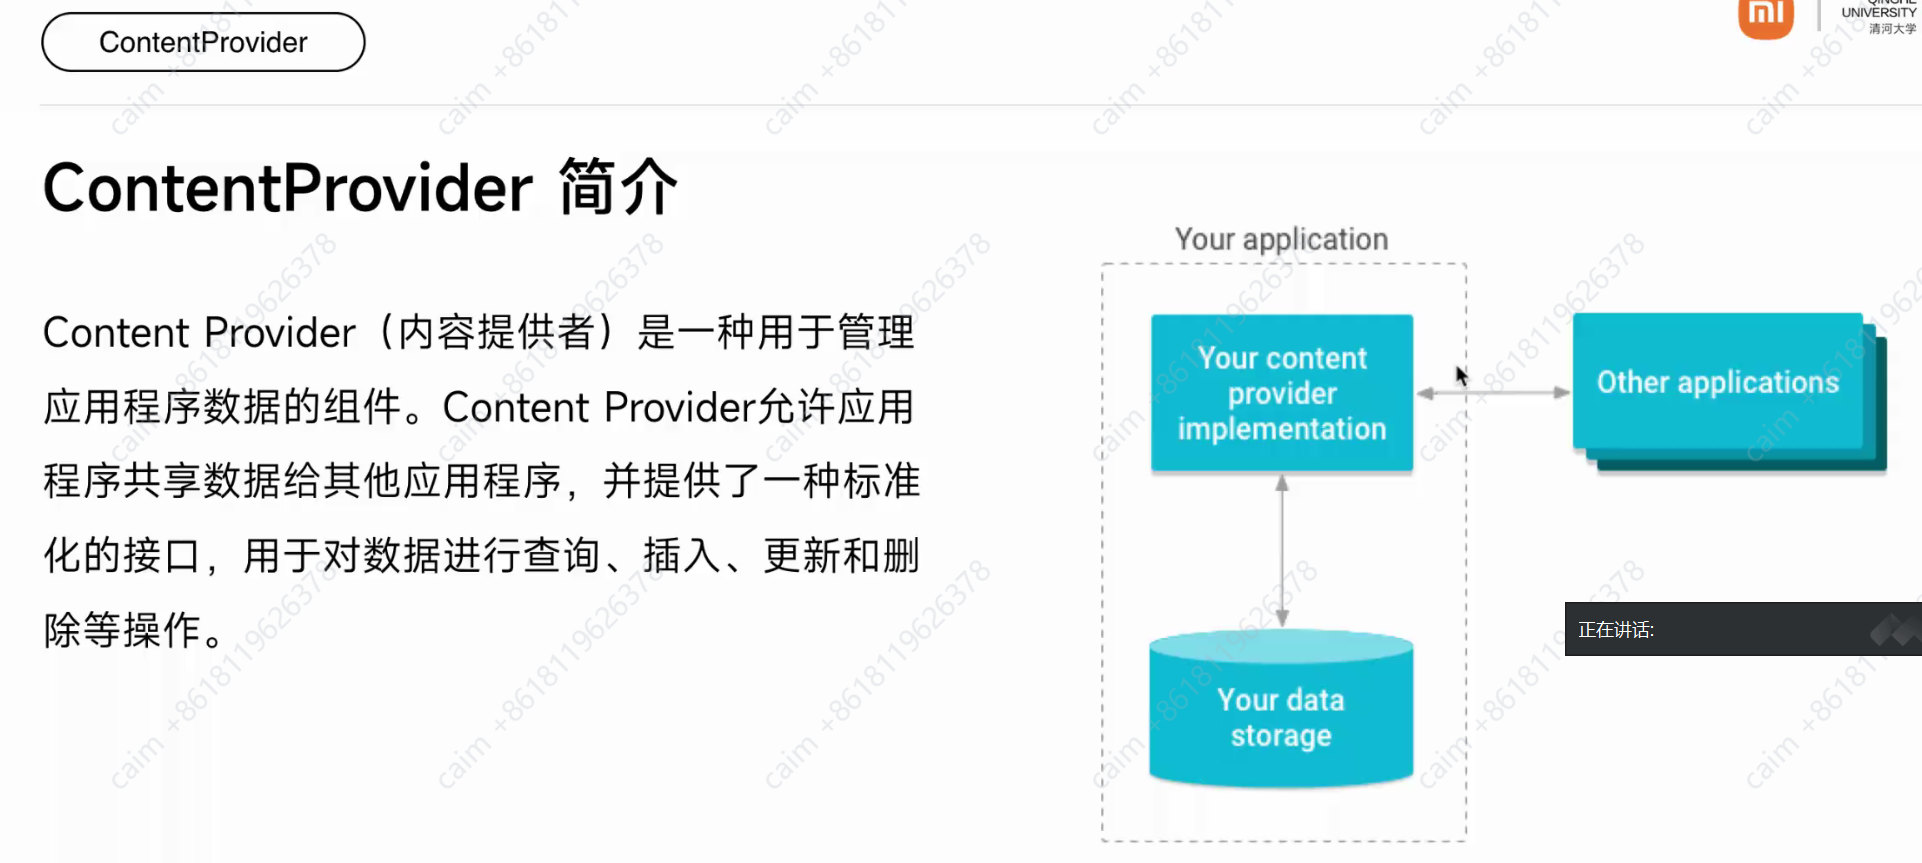 ContentProvider
mi
UNIVERSITY
清河大学
ContentProvider 简介
Content Provider（内容提供者）是一种用于管理
应用程序数据的组件。Content Provider允许应用
程序共享数据给其他应用程序，并提供了一种标准
化的接口，用于对数据进行查询、插入、更新和删
除等操作。
Your application
Your content
provider
implementation
Other applications
Your data
storage
正在讲话:
caim +8618119626378